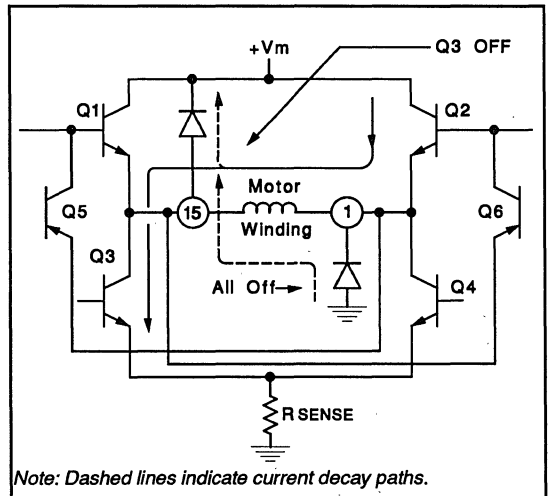 +Vm
Q3 OFF
Q1
Q2
Motor
15
1
Winding
Q5
Q6
Q3
All Off
Q4
R SENSE
Note: Dashed lines indicate current decay paths.